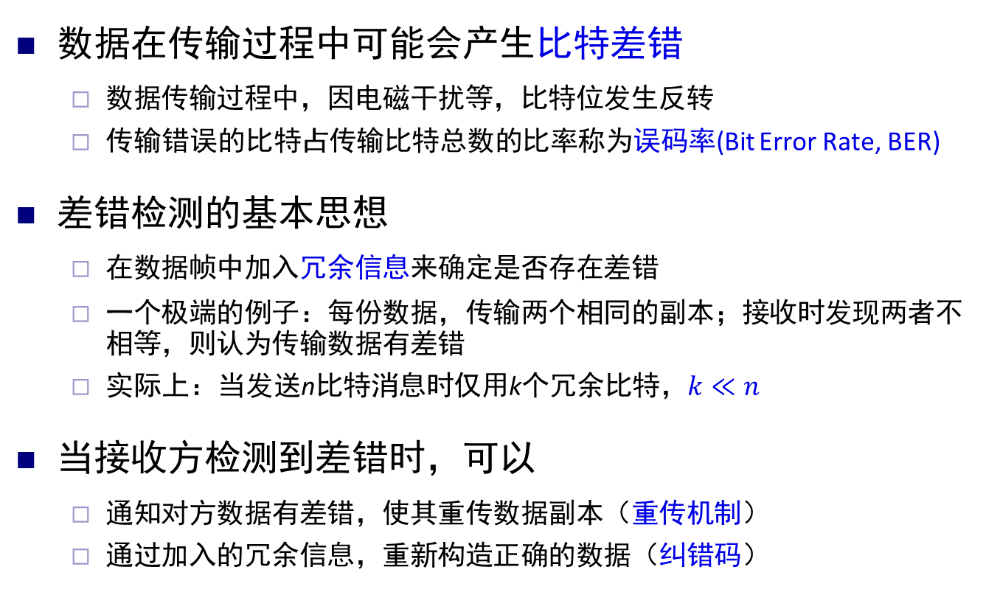 数据在传输过程中可能会产生比特差错
数据传输过程中，因电磁干扰等，比特位发生反转
传输错误的比特占传输比特总数的比率称为误码率(Bit Error Rate, BER)
差错检测的基本思想
在数据帧中加入冗余信息来确定是否存在差错
一个极端的例子：每份数据，传输两个相同的副本；接收时发现两者不
相等，则认为传输数据有差错
实际上：当发送n比特消息时仅用k个冗余比特，k ≪ n
当接收方检测到差错时，可以
通知对方数据有差错，使其重传数据副本（重传机制）
通过加入的冗余信息，重新构造正确的数据（纠错码）